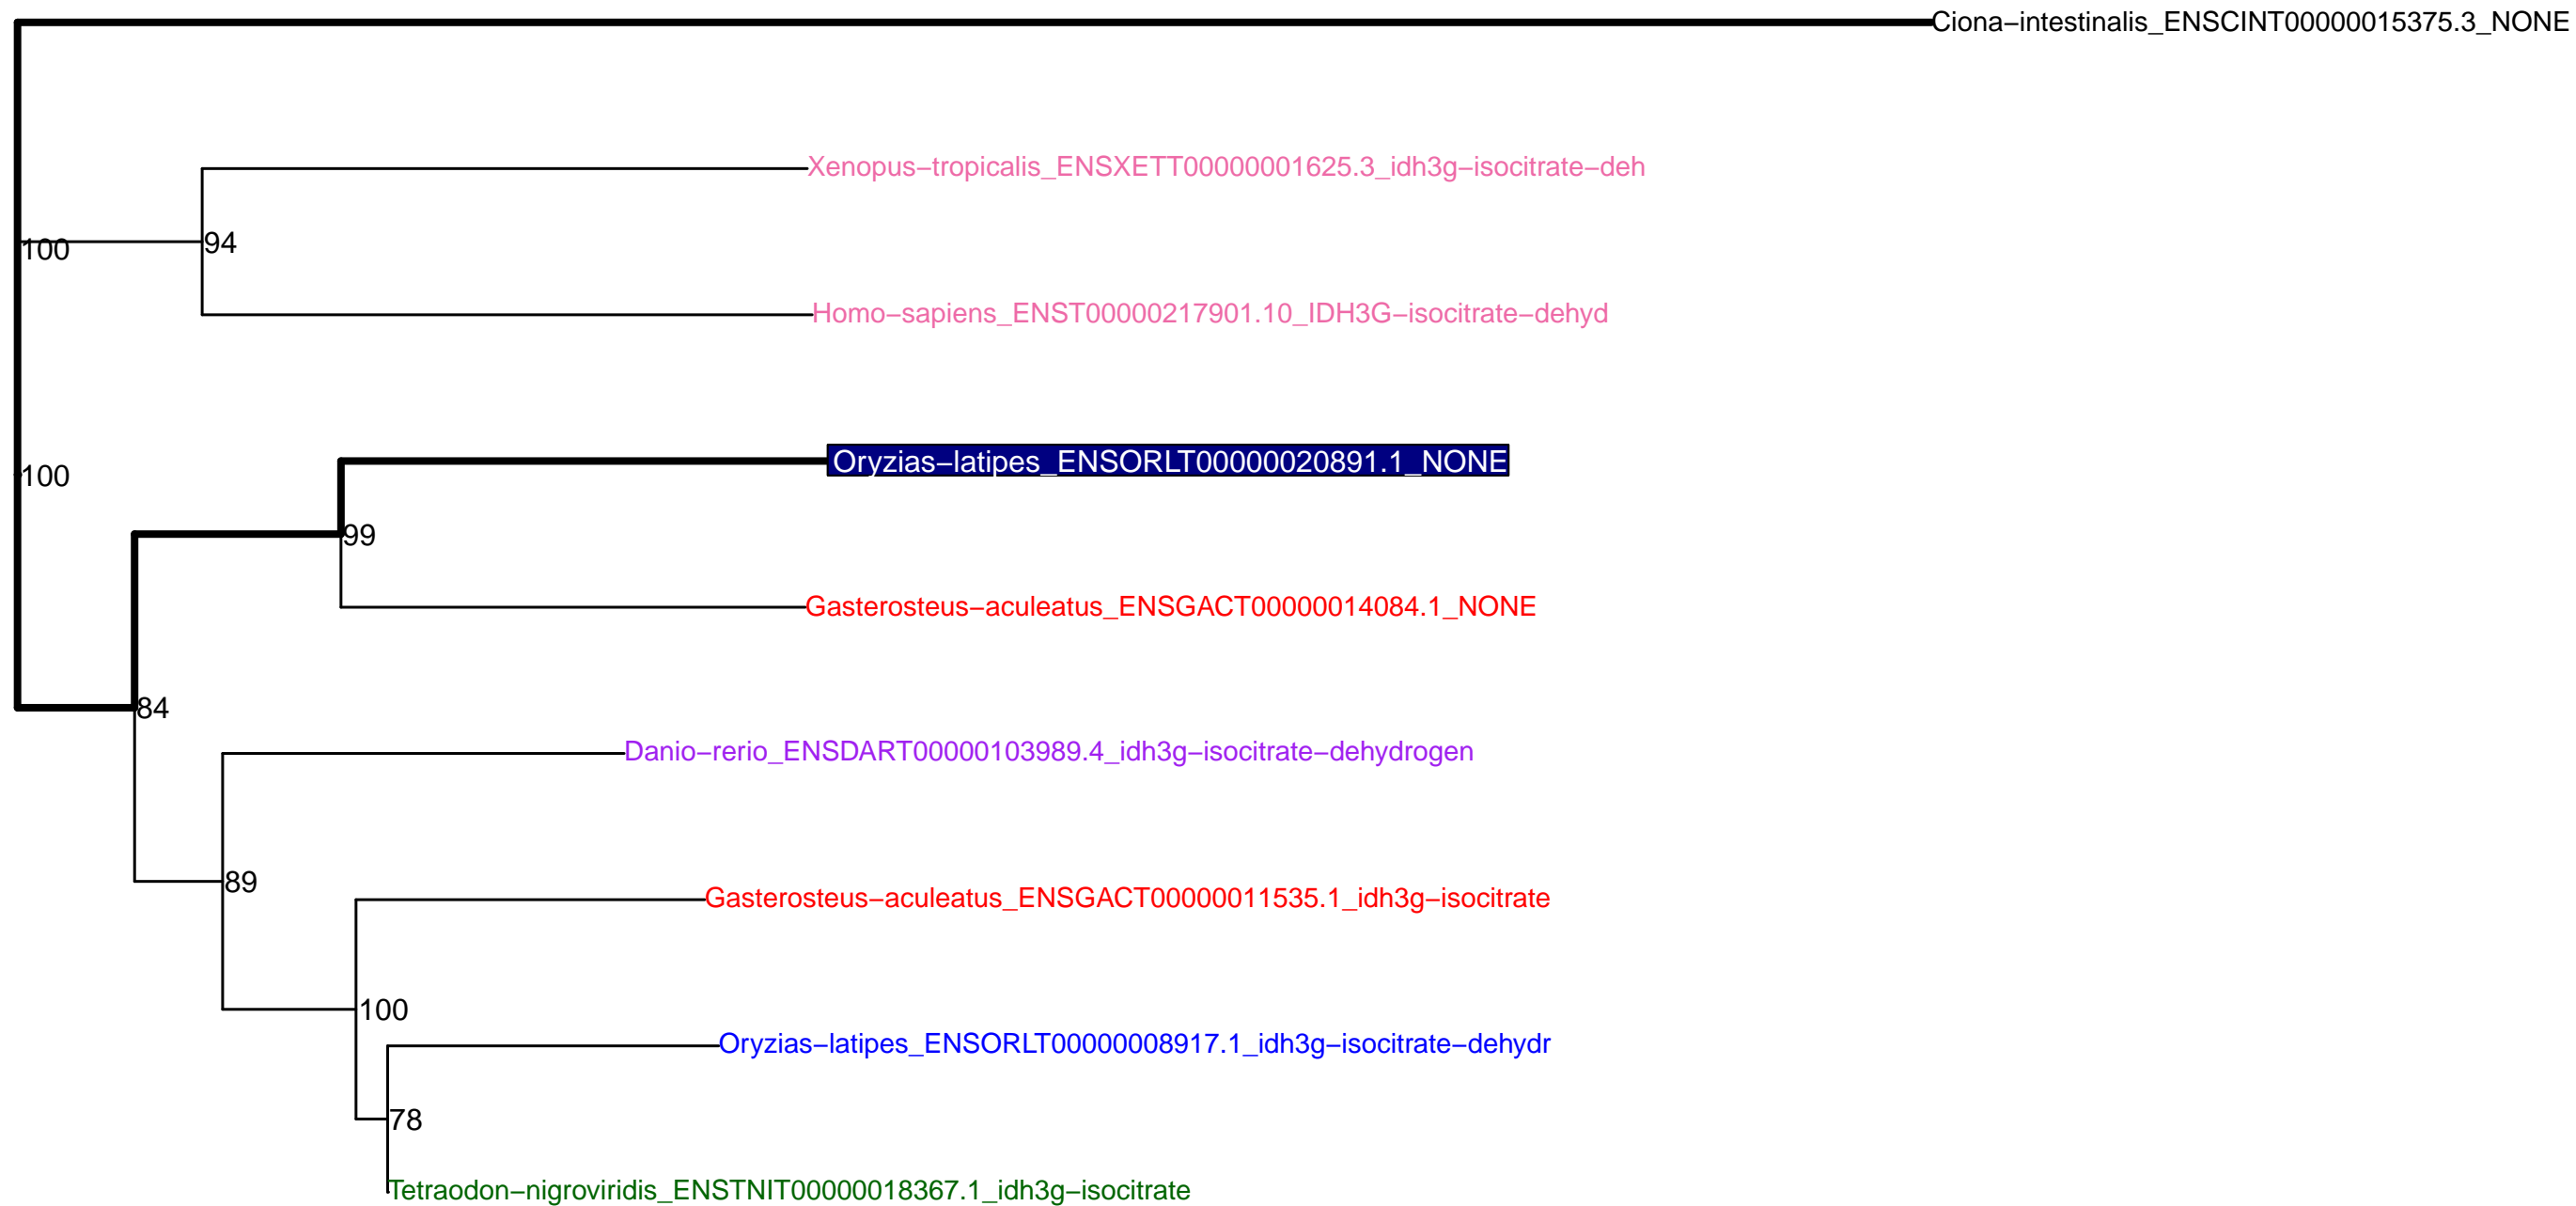 Ciona−intestinalis_ENSCINT00000015375.3_NONE
Xenopus−tropicalis_ENSXETT00000001625.3_idh3g−isocitrate−deh
100
94
Homo−sapiens_ENST00000217901.10_IDH3G−isocitrate−dehyd
Oryzias−latipes_ENSORLT00000020891.1_NONE
100
99
Gasterosteus−aculeatus_ENSGACT00000014084.1_NONE
84
Danio−rerio_ENSDART00000103989.4_idh3g−isocitrate−dehydrogen
89
Gasterosteus−aculeatus_ENSGACT00000011535.1_idh3g−isocitrate
100
Oryzias−latipes_ENSORLT00000008917.1_idh3g−isocitrate−dehydr
78
Tetraodon−nigroviridis_ENSTNIT00000018367.1_idh3g−isocitrate